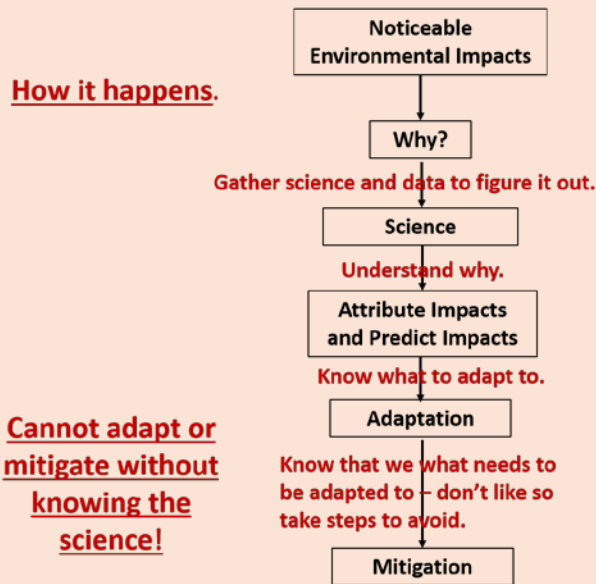 Noticeable
Environmental Impacts
How it happens.
Why?
Gather science and data to figure it out.
Science
Understand why.
Attribute Impacts
and Predict Impacts
Know what to adapt to.
Adaptation
Cannot adapt or
mitigate without
knowing the
science!
Know that we what needs to
be adapted to – don't like so
take steps to avoid.
Mitigation